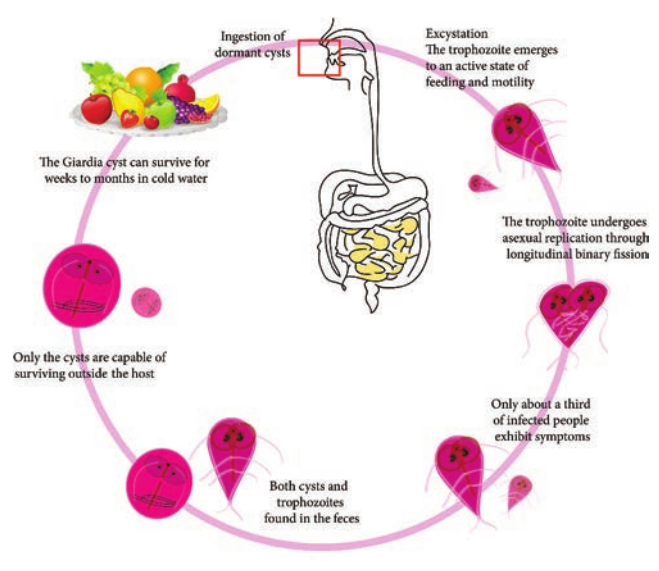 Ingestion of
dormant cysts
Excystation
The trophozoite emerges
to an active state of
feeding and motility
The Giardia cyst can survive for
weeks to months in cold water
The trophozoite undergoes
asexual replication through
longitudinal binary fission
Only the cysts are capable of
surviving outside the host
Only about a third
of infected people
exhibit symptoms
Both cysts and
trophozoites
found in the feces